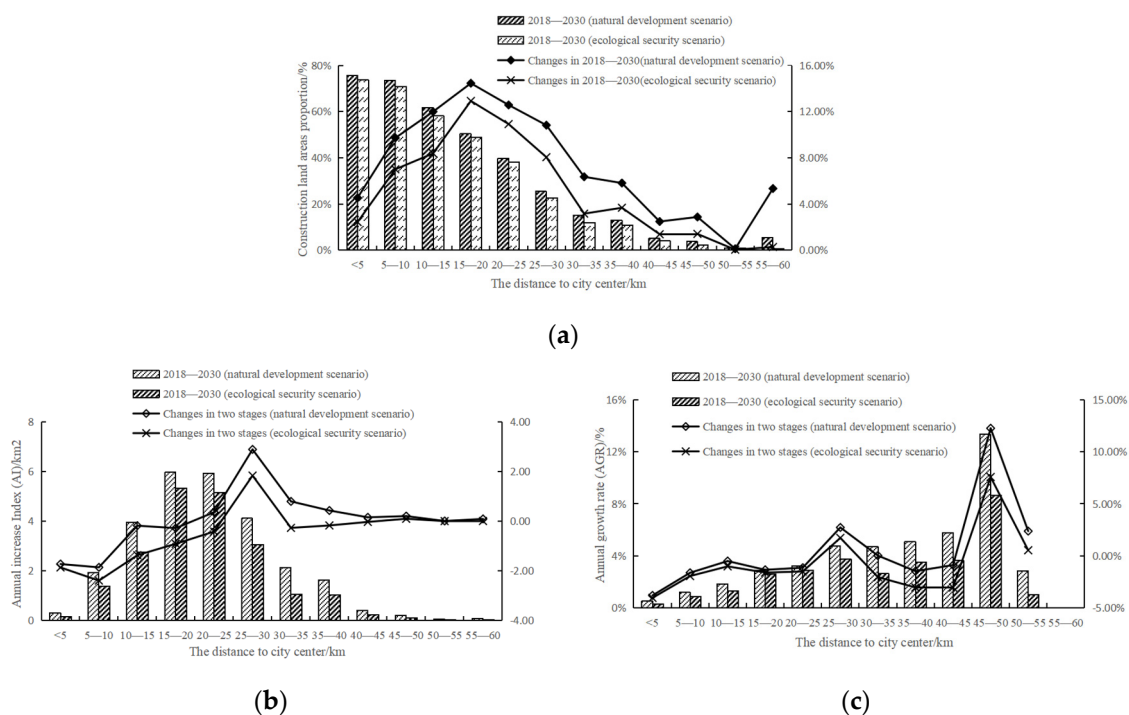 2018—2030 (natural development scenario)
2018—2030 (ecological security scenario)
Changes in 2018—2030(natural development scenario)
Changes in 2018—2030(ecological security scenario)
Construction land areas proportion/%
80%
60%
40%
20%
0%
16.00%
12.00%
8.00%
4.00%
0.00%
<5 5—10 10—15 15—20 20—25 25—30 30—35 35—40 40—45 45—50 50—55 55—60
The distance to city center/km
(a)
2018—2030 (natural development scenario)
2018—2030 (ecological security scenario)
Changes in two stages (natural development scenario)
Changes in two stages (ecological security scenario)
Annual increase Index (AI)/km2
8
6
4
2
0
4.00
2.00
0.00
-2.00
-4.00
<5 5—10 10—15 15—20 20—25 25—30 30—35 35—40 40—45 45—50 50—55 55—60
The distance to city center/km
(b)
2018—2030 (natural development scenario)
2018—2030 (ecological security scenario)
Changes in two stages (natural development scenario)
Changes in two stages (ecological security scenario)
Annual growth rate (AGR)/%
16%
12%
8%
4%
0%
15.00%
10.00%
5.00%
0.00%
-5.00%
<5 5—10 10—15 15—20 20—25 25—30 30—35 35—40 40—45 45—50 50—55 55—60
The distance to city center/km
(c)